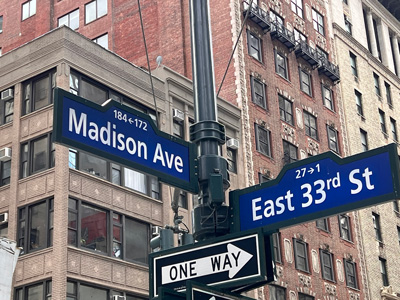 184←172
Madison Ave
27→1
East 33rd St
ONE WAY